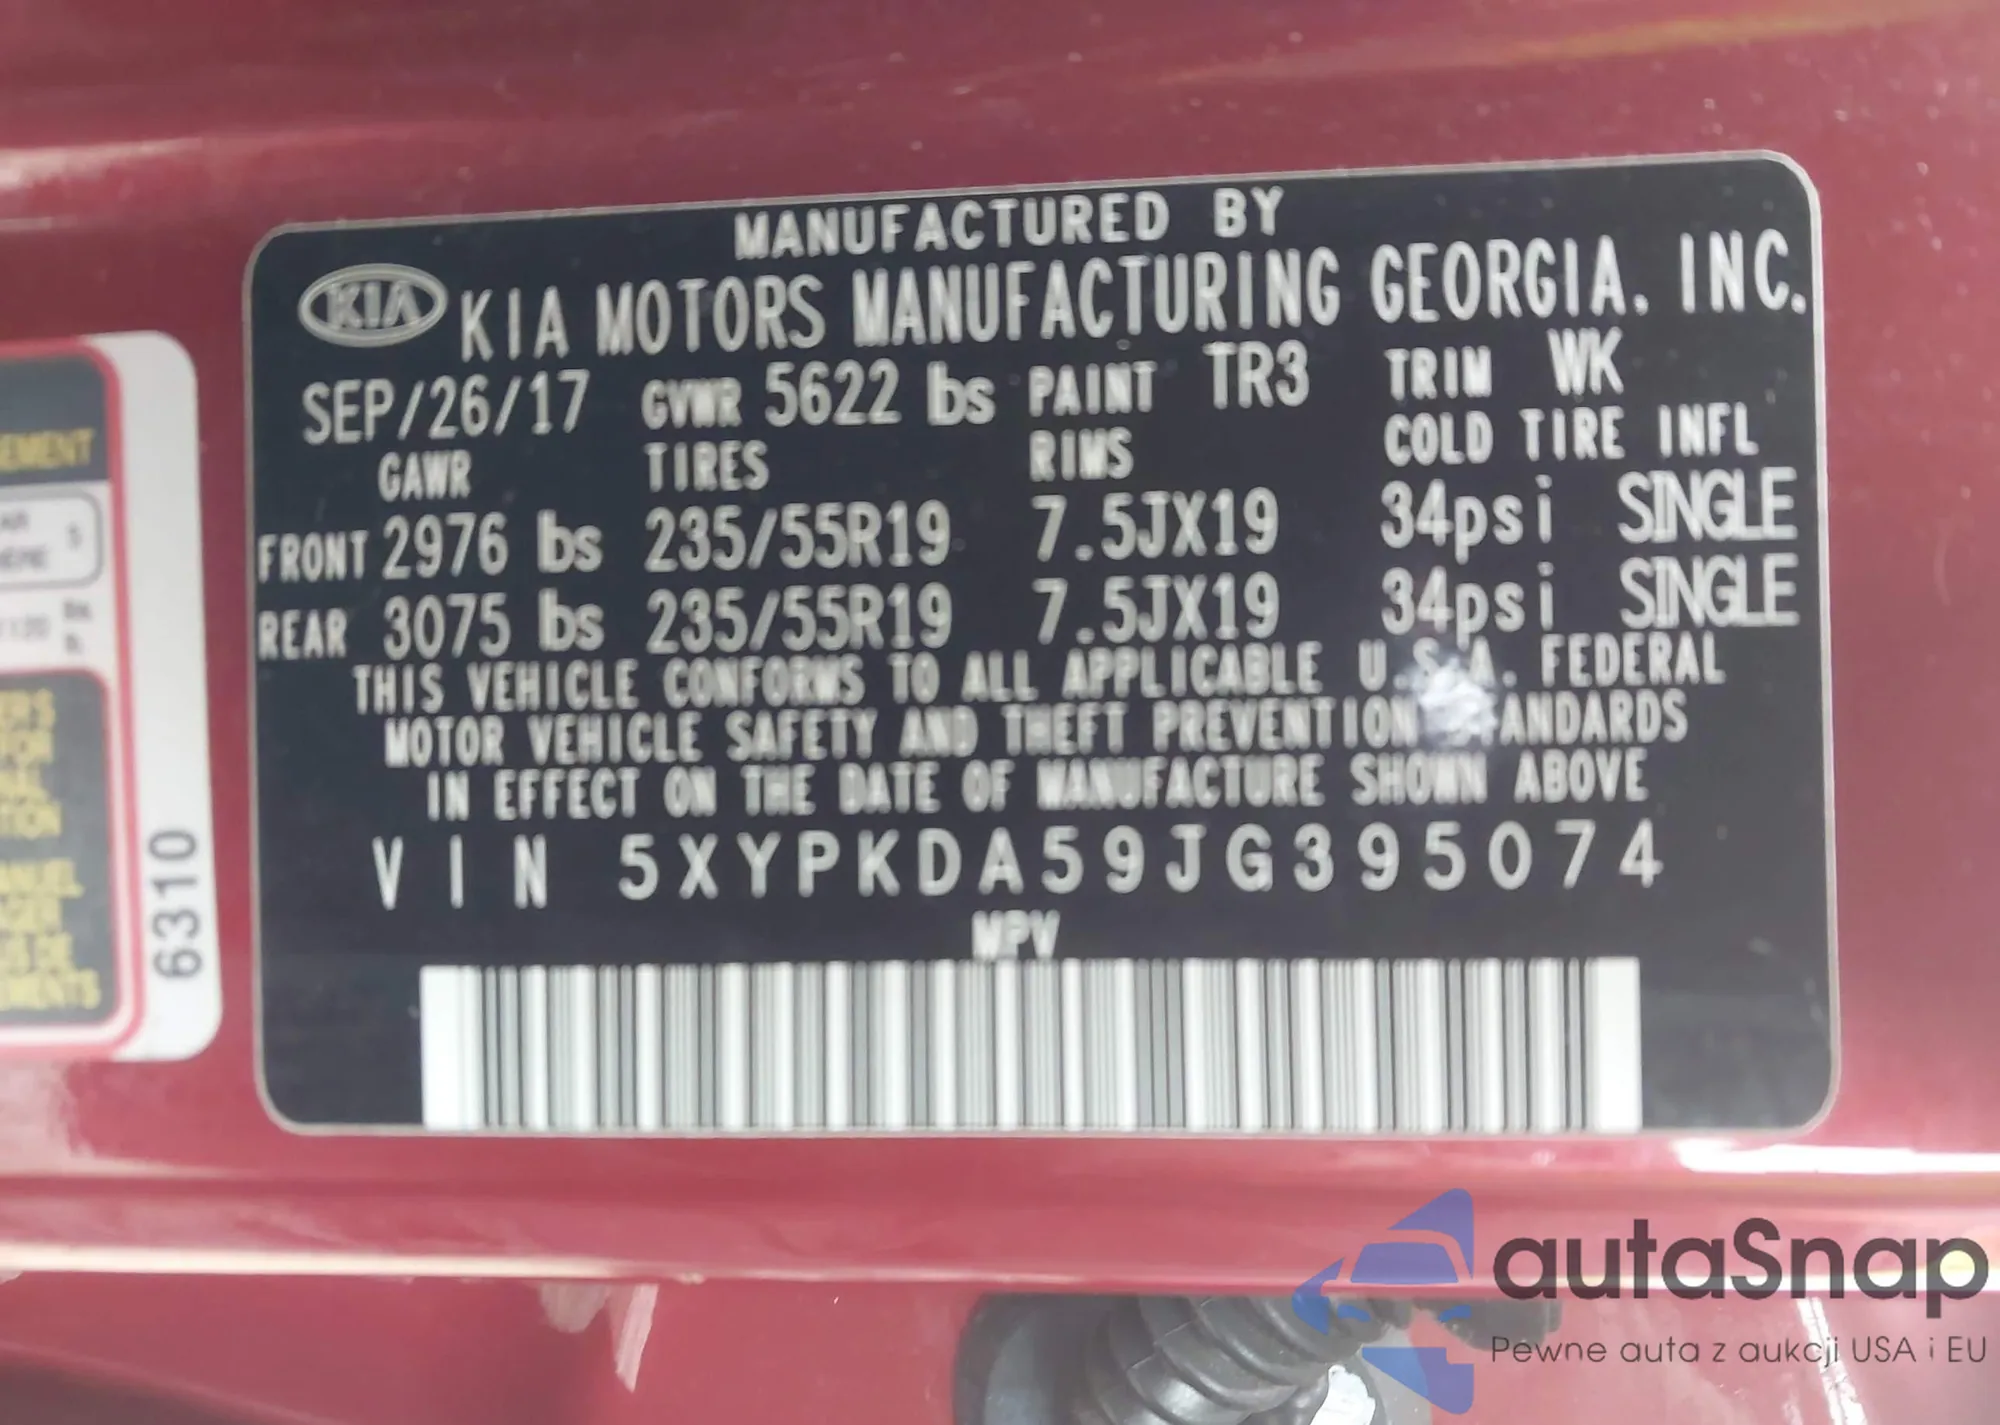 MANUFACTURED BY
KIA KIA MOTORS MANUFACTURING GEORGIA. INC.
SEP/26/17 GVWR 5622 lbs PAINT TR3 TRIM WK
GAWR TIRES RIMS COLD TIRE INFL
FRONT 2976 lbs 235/55R19 7.5JX19 34psi SINGLE
REAR 3075 lbs 235/55R19 7.5JX19 34psi SINGLE
THIS VEHICLE CONFORMS TO ALL APPLICABLE U.S.A. FEDERAL
MOTOR VEHICLE SAFETY AND THEFT PREVENTION STANDARDS
IN EFFECT ON THE DATE OF MANUFACTURE SHOWN ABOVE
VIN 5XYPKDA59JG395074
MPV
6310
autaSnap
Pewne auta z aukcji USA i EU